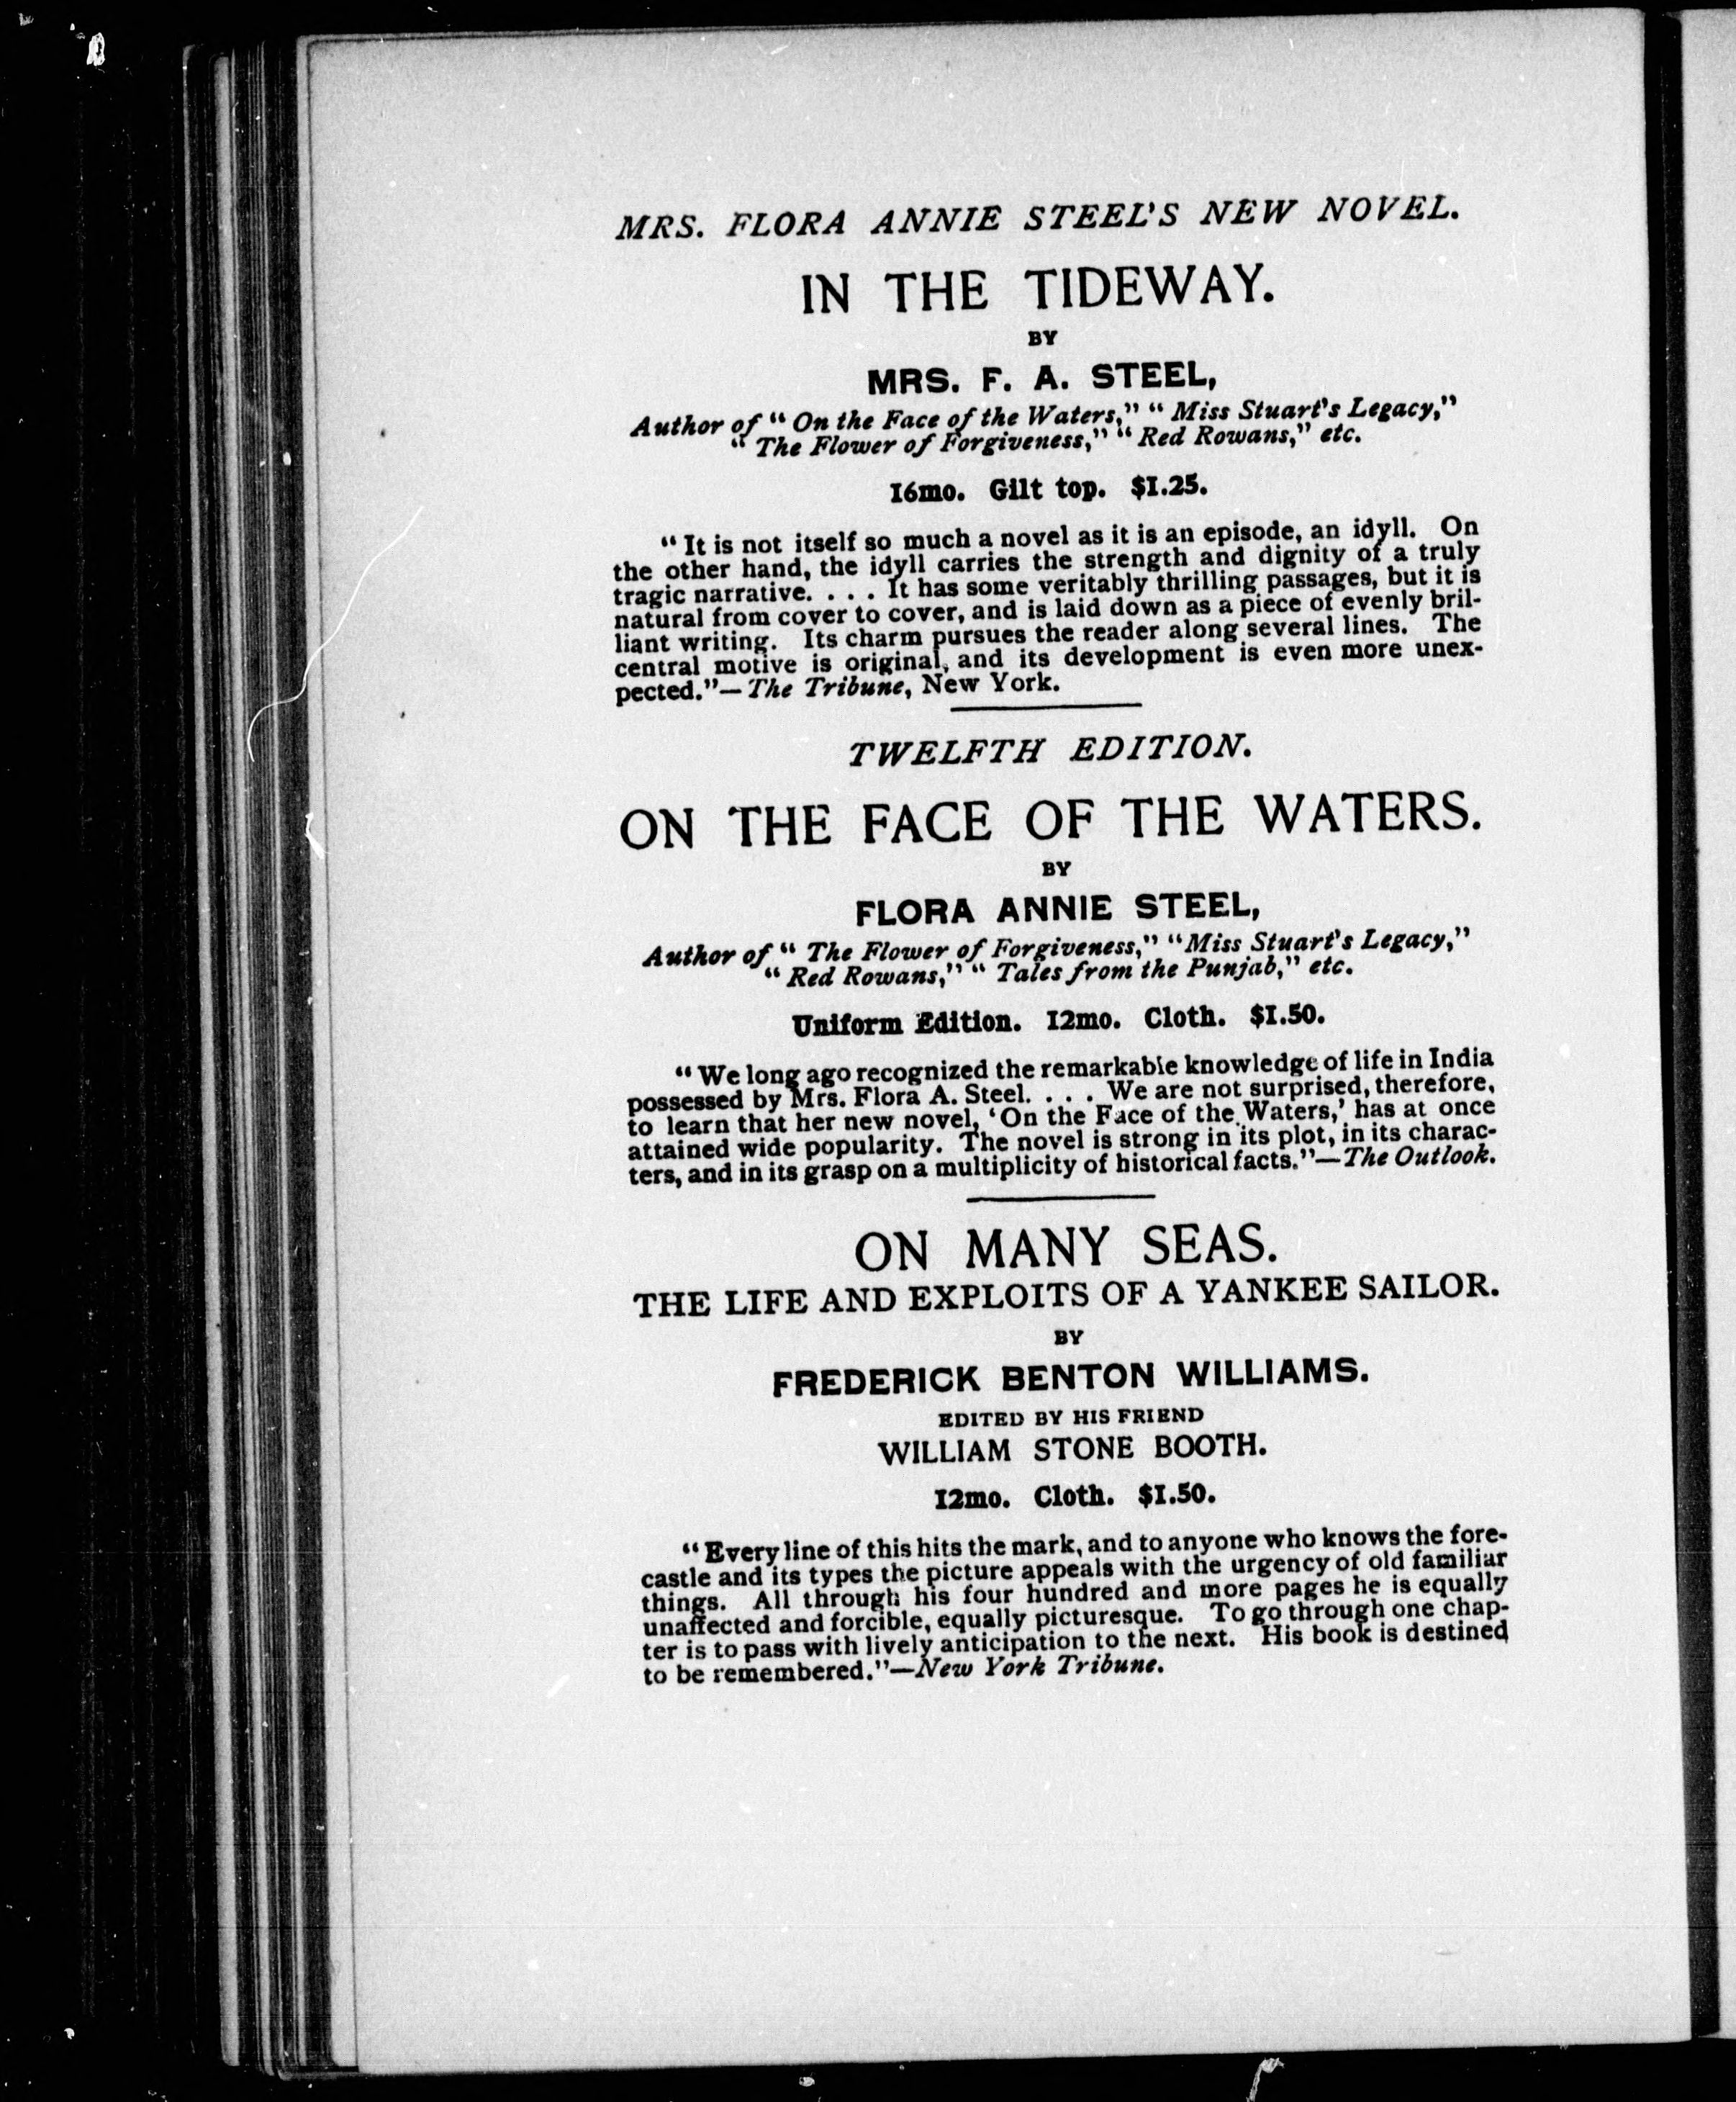 MRS. FLORA ANNIE STEEL'S NEW NOVEL.
IN THE TIDEWAY.
BY
MRS. F. A. STEEL,
Author of “ On the Face of the Waters,” “ Miss Stuart's Legacy,”
“ The Flower of Forgiveness,” “ Red Rowans,” etc.
16mo. Gilt top. $1.25.
“ It is not itself so much a novel as it is an episode, an idyll. On
the other hand, the idyll carries the strength and dignity of a truly
tragic narrative. . . . It has some veritably thrilling passages, but it is
natural from cover to cover, and is laid down as a piece of evenly bril-
liant writing. Its charm pursues the reader along several lines. The
central motive is original, and its development is even more unex-
pected.”—The Tribune, New York.
TWELFTH EDITION.
ON THE FACE OF THE WATERS.
BY
FLORA ANNIE STEEL,
Author of “ The Flower of Forgiveness,” “Miss Stuart's Legacy,”
“ Red Rowans,” “ Tales from the Punjab,” etc.
Uniform Edition. 12mo. Cloth. $1.50.
“ We long ago recognized the remarkable knowledge of life in India
possessed by Mrs. Flora A. Steel. . . . We are not surprised, therefore,
to learn that her new novel, ‘On the Face of the Waters,’ has at once
attained wide popularity. The novel is strong in its plot, in its charac-
ters, and in its grasp on a multiplicity of historical facts.”—The Outlook.
ON MANY SEAS.
THE LIFE AND EXPLOITS OF A YANKEE SAILOR.
BY
FREDERICK BENTON WILLIAMS.
EDITED BY HIS FRIEND
WILLIAM STONE BOOTH.
12mo. Cloth. $1.50.
“ Every line of this hits the mark, and to anyone who knows the fore-
castle and its types the picture appeals with the urgency of old familiar
things. All through his four hundred and more pages he is equally
unaffected and forcible, equally picturesque. To go through one chap-
ter is to pass with lively anticipation to the next. His book is destined
to be remembered.”—New York Tribune.